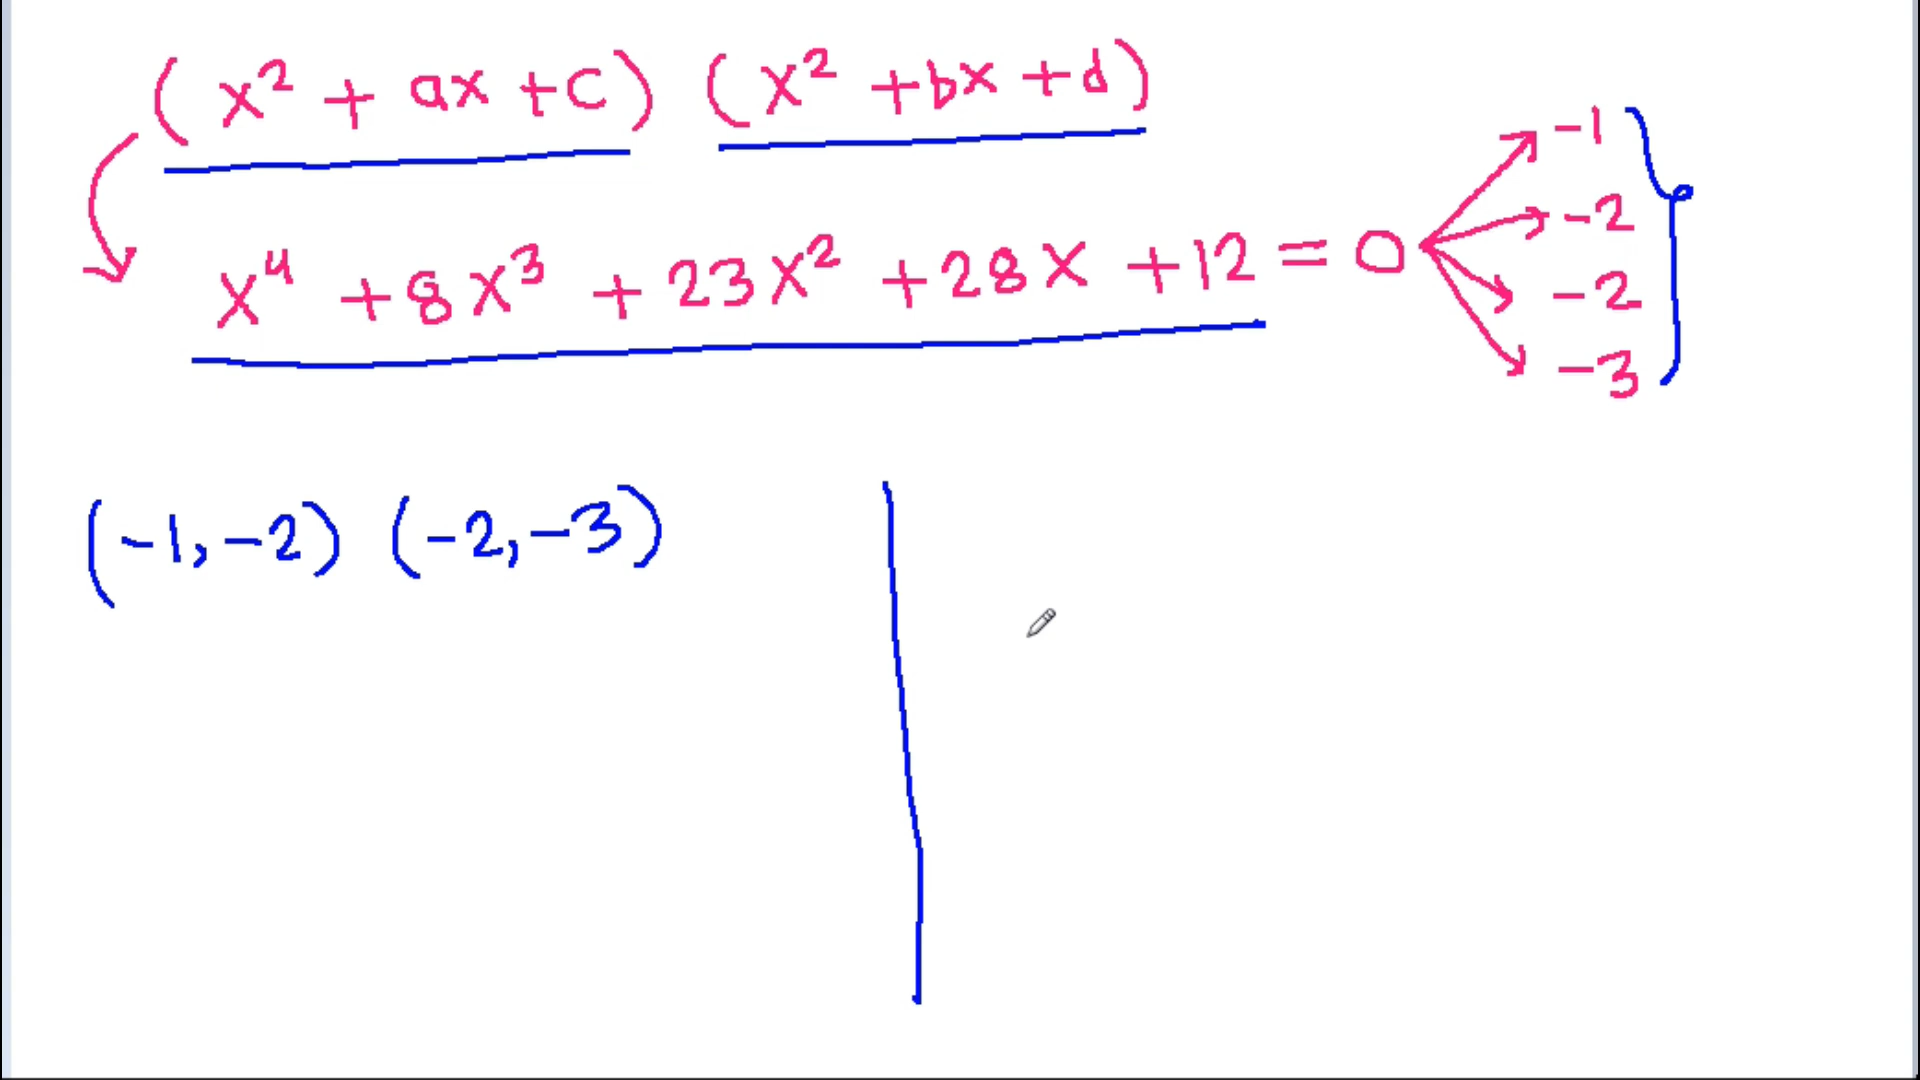 (x² + ax + c) (x² + bx + d)
x⁴ + 8x³ + 23x² + 28x + 12 = 0
-1
-2
-2
-3
(-1, -2) (-2, -3)